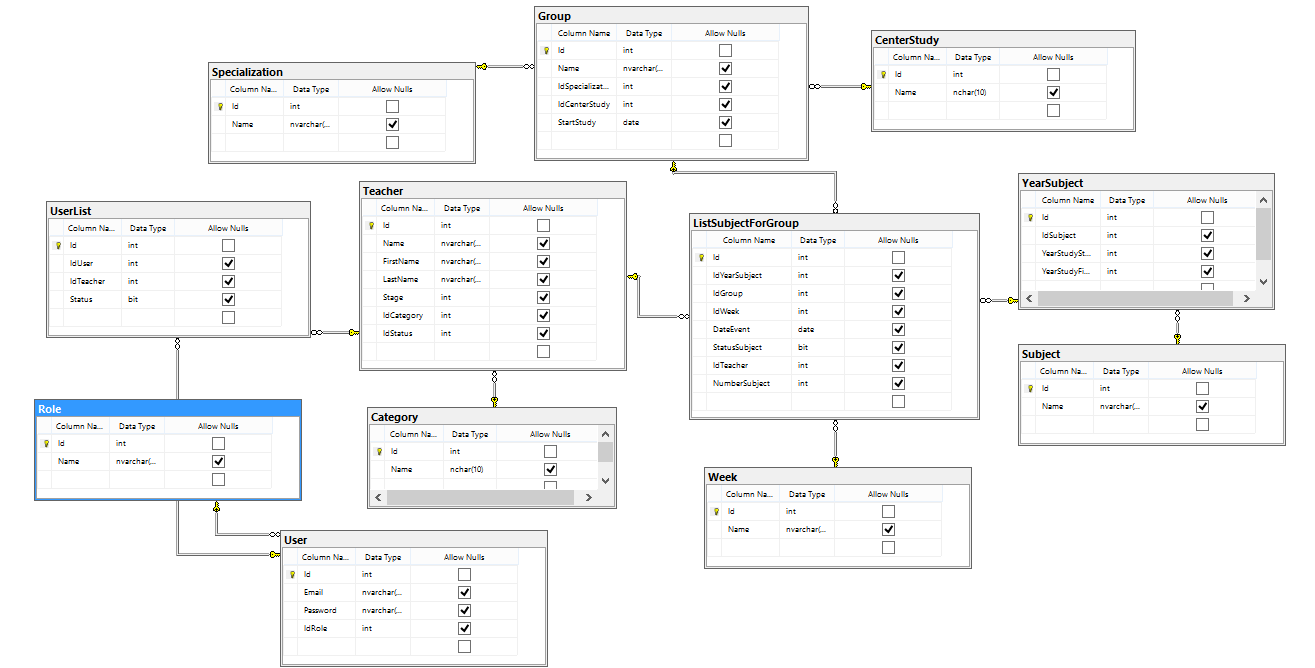 Group
Column Name Data Type Allow Nulls
Id int
Name nvarchar(...
IdSpecializat... int
IdCenterStudy int
StartStudy date
CenterStudy
Column Na... Data Type Allow Nulls
Id int
Name nchar(10)
Specialization
Column Na... Data Type Allow Nulls
Id int
Name nvarchar(...
Teacher
Column Na... Data Type Allow Nulls
Id int
Name nvarchar(...
FirstName nvarchar(...
LastName nvarchar(...
Stage int
IdCategory int
IdStatus int
YearSubject
Column Name Data Type Allow Nulls
Id int
IdSubject int
YearStudySt... int
YearStudyFi... int
UserList
Column Na... Data Type Allow Nulls
Id int
IdUser int
IdTeacher int
Status bit
ListSubjectForGroup
Column Name Data Type Allow Nulls
Id int
IdYearSubject int
IdGroup int
IdWeek int
DateEvent date
StatusSubject bit
IdTeacher int
NumberSubject int
Subject
Column Na... Data Type Allow Nulls
Id int
Name nvarchar(...
Role
Column Na... Data Type Allow Nulls
Id int
Name nvarchar(...
Category
Column Na... Data Type Allow Nulls
Id int
Name nchar(10)
Week
Column Na... Data Type Allow Nulls
Id int
Name nvarchar(...
User
Column Na... Data Type Allow Nulls
Id int
Email nvarchar(...
Password nvarchar(...
IdRole int